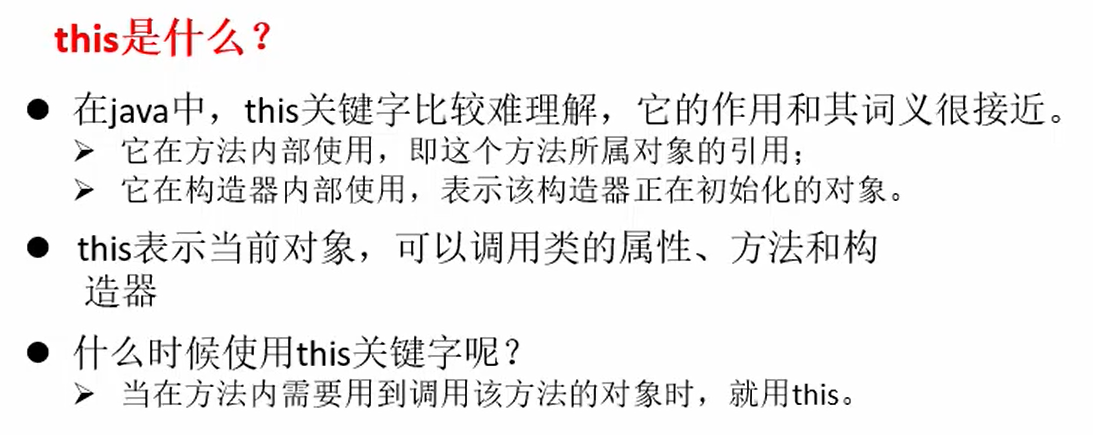 this是什么？
在java中，this关键字比较难理解，它的作用和其词义很接近。
它在方法内部使用，即这个方法所属对象的引用；
它在构造器内部使用，表示该构造器正在初始化的对象。
this表示当前对象，可以调用类的属性、方法和构
造器
什么时候使用this关键字呢？
当在方法内需要用到调用该方法的对象时，就用this。